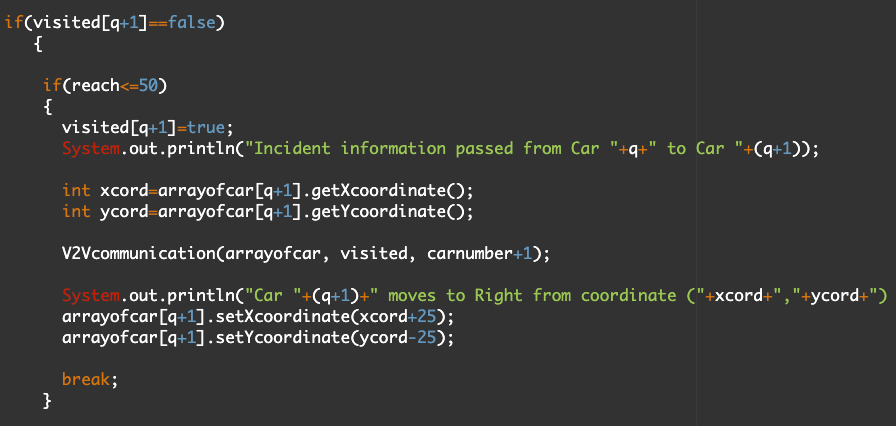 if(visited[q+1]==false)
{
if(reach<=50)
{
visited[q+1]=true;
System.out.println("Incident information passed from Car "+q+" to Car "+(q+1));
int xcord=arrayofcar[q+1].getXcoordinate();
int ycord=arrayofcar[q+1].getYcoordinate();
V2Vcommunication(arrayofcar, visited, carnumber+1);
System.out.println("Car "+(q+1)+" moves to Right from coordinate ("+xcord+","+ycord+")
arrayofcar[q+1].setXcoordinate(xcord+25);
arrayofcar[q+1].setYcoordinate(ycord-25);
break;
}